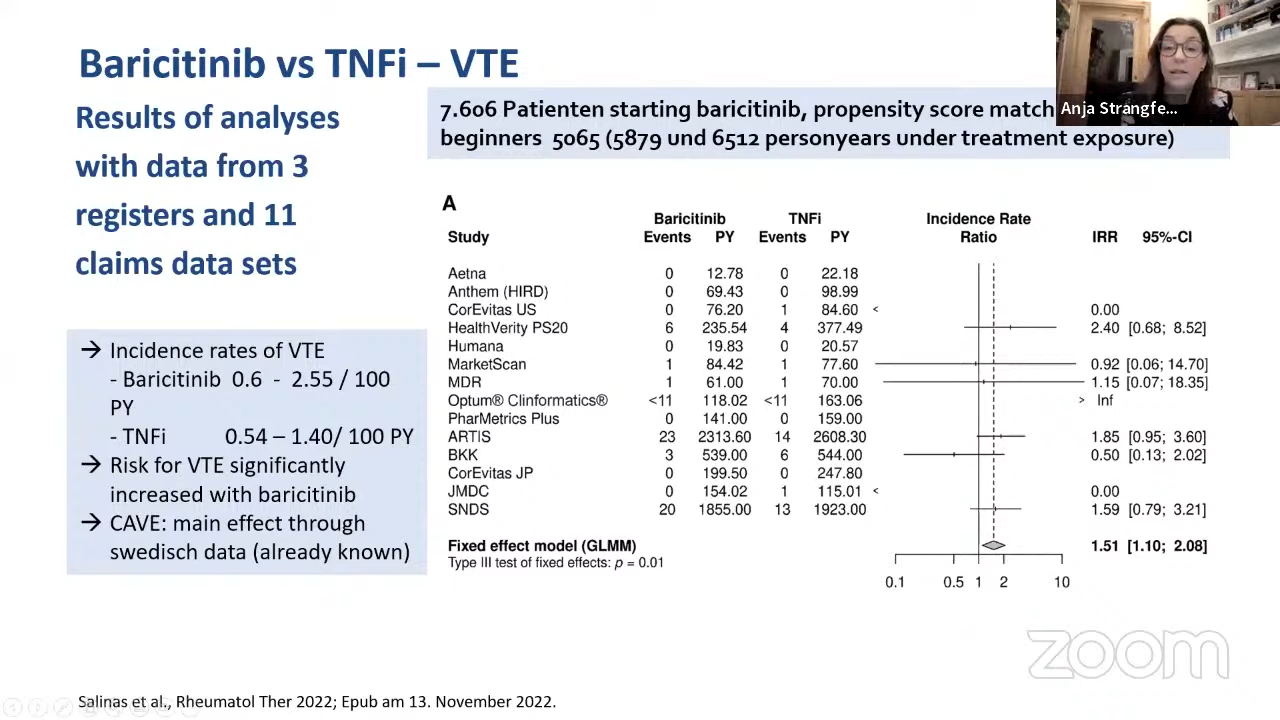 Baricitinib vs TNFi – VTE
Results of analyses
with data from 3
registers and 11
claims data sets
7.606 Patienten starting baricitinib, propensity score match
beginners 5065 (5879 und 6512 personyears under treatment exposure)
Anja Strangfe...
→ Incidence rates of VTE
- Baricitinib 0.6 - 2.55 / 100
PY
- TNFi 0.54 – 1.40/ 100 PY
→ Risk for VTE significantly
increased with baricitinib
→ CAVE: main effect through
swedisch data (already known)
A
Baricitinib TNFi Incidence Rate
Study Events PY Events PY Ratio IRR 95%-CI
Aetna 0 12.78 0 22.18
Anthem (HIRD) 0 69.43 0 98.99
CorEvitas US 0 76.20 1 84.60 < 0.00
HealthVerity PS20 6 235.54 4 377.49 2.40 [0.68; 8.52]
Humana 0 19.83 0 20.57
MarketScan 1 84.42 1 77.60 0.92 [0.06; 14.70]
MDR 1 61.00 1 70.00 1.15 [0.07; 18.35]
Optum® Clinformatics® <11 118.02 <11 163.06 > Inf
PharMetrics Plus 0 141.00 0 159.00
ARTIS 23 2313.60 14 2608.30 1.85 [0.95; 3.60]
BKK 3 539.00 6 544.00 0.50 [0.13; 2.02]
CorEvitas JP 0 199.50 0 247.80
JMDC 0 154.02 1 115.01 < 0.00
SNDS 20 1855.00 13 1923.00 1.59 [0.79; 3.21]
Fixed effect model (GLMM) 1.51 [1.10; 2.08]
Type III test of fixed effects: p = 0.01
0.1 0.5 1 2 10
zoom
Salinas et al., Rheumatol Ther 2022; Epub am 13. November 2022.